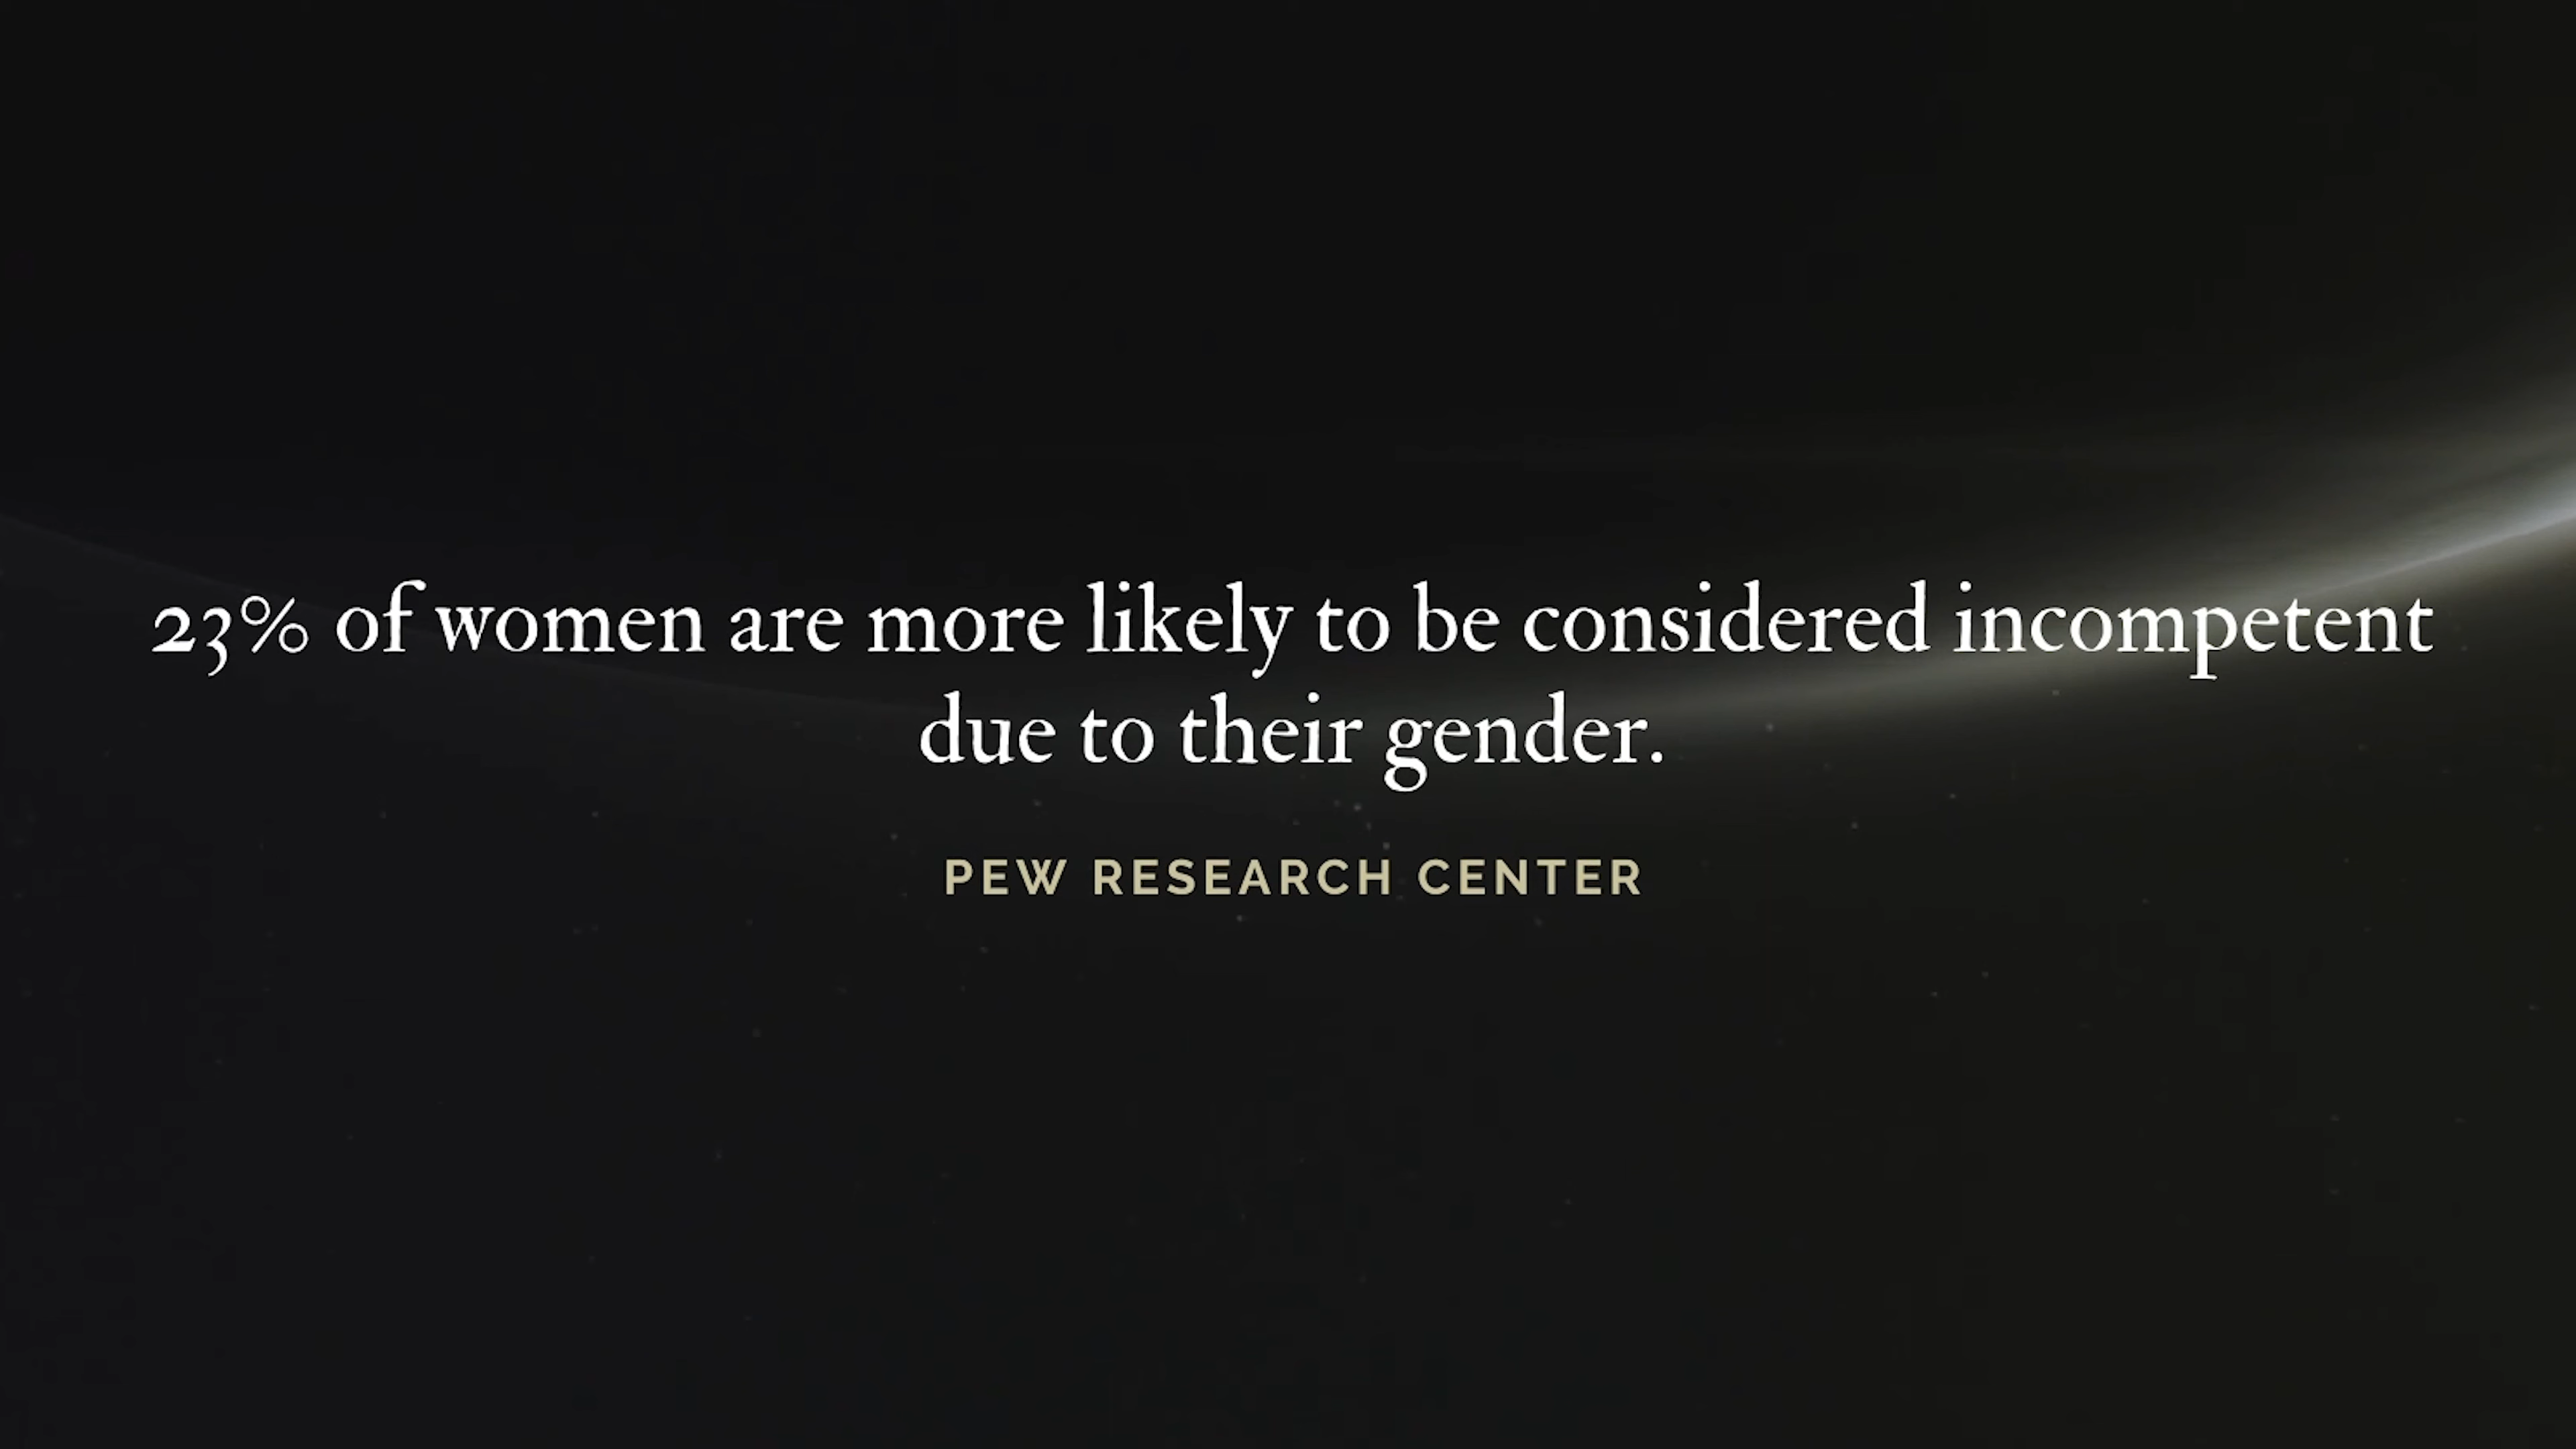 23% of women are more likely to be considered incompetent
due to their gender.
PEW RESEARCH CENTER